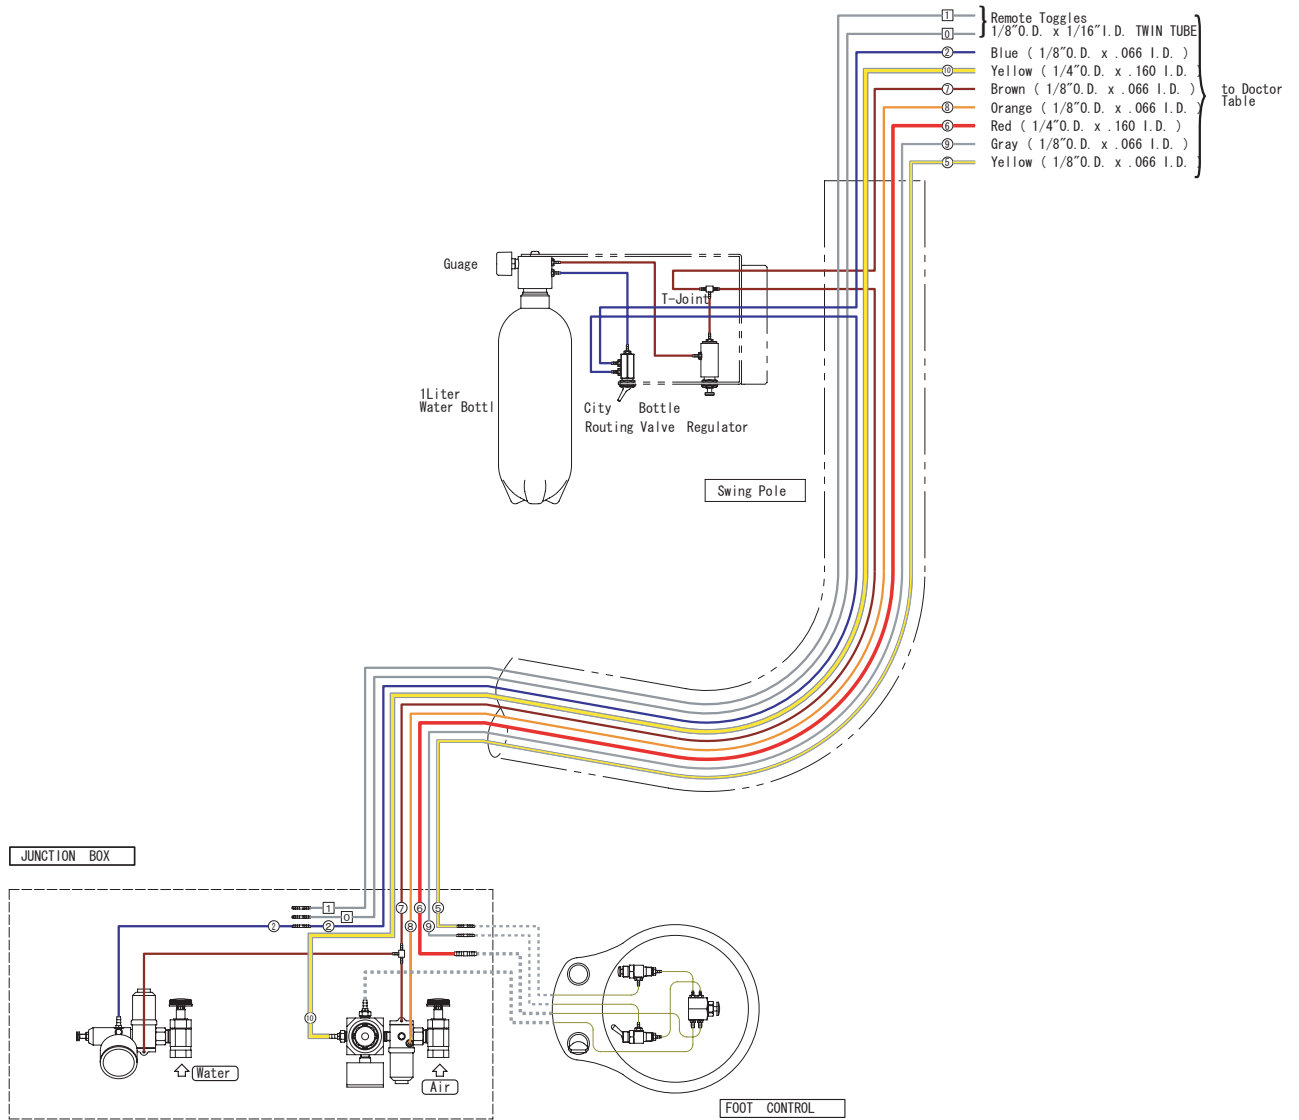 1
Remote Toggles
0
1/8"O.D. x 1/16"I.D. TWIN TUBE
2 Blue ( 1/8"O.D. x .066 I.D. )
10 Yellow ( 1/4"O.D. x .160 I.D. )
7 Brown ( 1/8"O.D. x .066 I.D. )
8 Orange ( 1/8"O.D. x .066 I.D. )
6 Red ( 1/4"O.D. x .160 I.D. )
9 Gray ( 1/8"O.D. x .066 I.D. )
5 Yellow ( 1/8"O.D. x .066 I.D.
to Doctor
Table
Guage
T-Joint
1Liter
Water Bottl
City Bottle
Routing Valve Regulator
Swing Pole
JUNCTION BOX
1
0
2 2
7 6 5
8 9
10
Water
Air
FOOT CONTROL